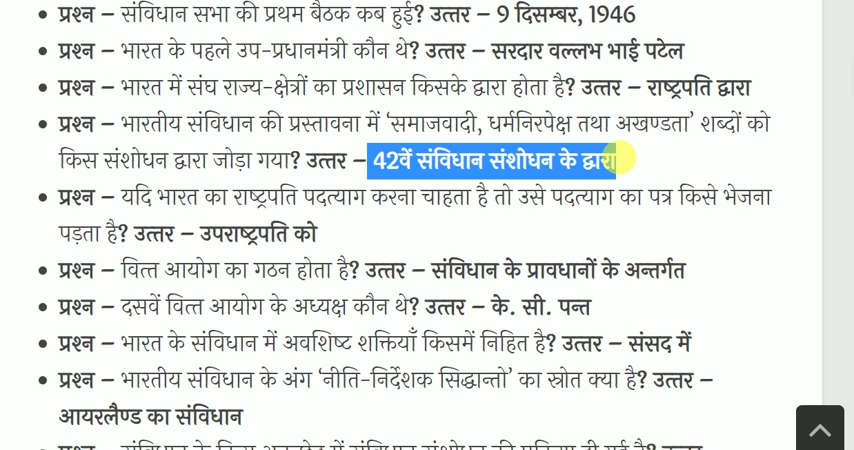 प्रश्न – संविधान सभा की प्रथम बैठक कब हुई? उत्तर – 9 दिसम्बर, 1946
प्रश्न – भारत के पहले उप-प्रधानमंत्री कौन थे? उत्तर – सरदार वल्लभ भाई पटेल
प्रश्न – भारत में संघ राज्य-क्षेत्रों का प्रशासन किसके द्वारा होता है? उत्तर – राष्ट्रपति द्वारा
प्रश्न – भारतीय संविधान की प्रस्तावना में ‘समाजवादी, धर्मनिरपेक्ष तथा अखण्डता’ शब्दों को
किस संशोधन द्वारा जोड़ा गया? उत्तर – 42वें संविधान संशोधन के द्वारा
प्रश्न – यदि भारत का राष्ट्रपति पदत्याग करना चाहता है तो उसे पदत्याग का पत्र किसे भेजना
पड़ता है? उत्तर – उपराष्ट्रपति को
प्रश्न – वित्त आयोग का गठन होता है? उत्तर – संविधान के प्रावधानों के अन्तर्गत
प्रश्न – दसवें वित्त आयोग के अध्यक्ष कौन थे? उत्तर – के. सी. पन्त
प्रश्न – भारत के संविधान में अवशिष्ट शक्तियाँ किसमें निहित है? उत्तर – संसद में
प्रश्न – भारतीय संविधान के अंग ‘नीति-निर्देशक सिद्धान्तो’ का स्रोत क्या है? उत्तर –
आयरलैण्ड का संविधान